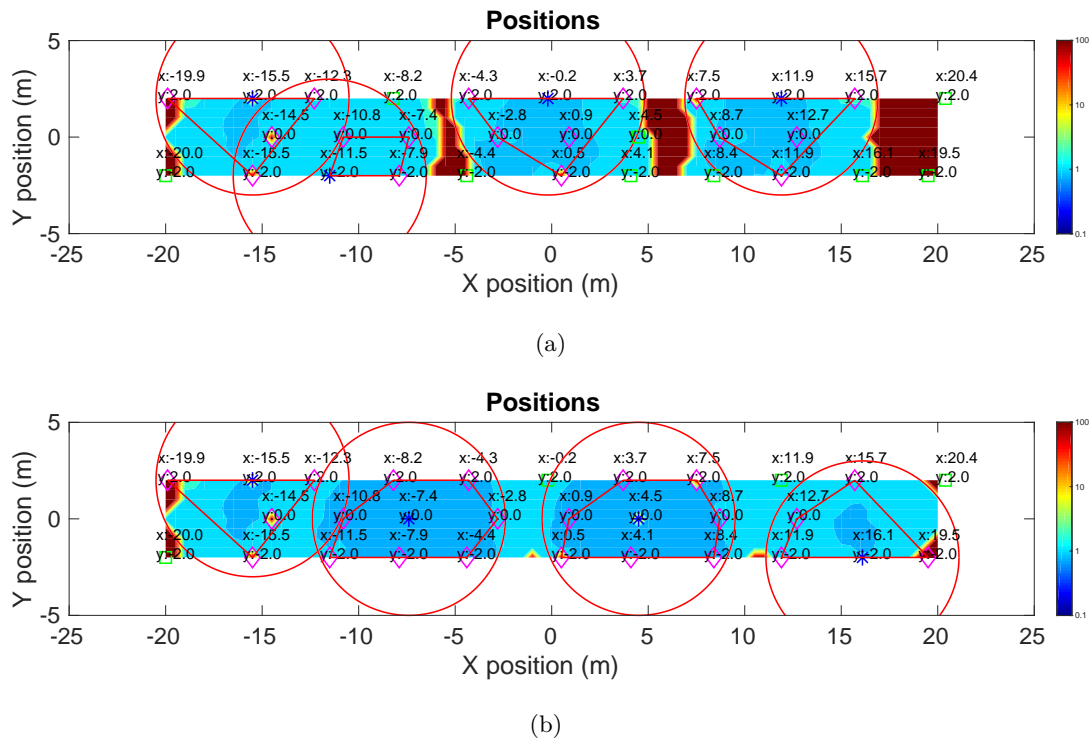 Positions
5
0
-5
Y position (m)
x:-19.9 x:-15.5 x:-12.3 x:-8.2 x:-4.3 x:-0.2 x:3.7 x:7.5 x:11.9 x:15.7 x:20.4
y:2.0 y:2.0 y:2.0 y:2.0 y:2.0 y:2.0 y:2.0 y:2.0 y:2.0 y:2.0 y:2.0
x:-14.5 x:-10.8 x:-7.4 x:-2.8 x:0.9 x:4.5 x:8.7 x:12.7
y:0.0 y:0.0 y:0.0 y:0.0 y:0.0 y:0.0 y:0.0 y:0.0
x:-20.0 x:-15.5 x:-11.5 x:-7.9 x:-4.4 x:0.5 x:4.1 x:8.4 x:11.9 x:16.1 x:19.5
y:-2.0 y:-2.0 y:-2.0 y:-2.0 y:-2.0 y:-2.0 y:-2.0 y:-2.0 y:-2.0 y:-2.0 y:-2.0
-25 -20 -15 -10 -5 0 5 10 15 20 25
X position (m)
100
10
1
0.1
(a)
Positions
5
0
-5
Y position (m)
x:-19.9 x:-15.5 x:-12.3 x:-8.2 x:-4.3 x:-0.2 x:3.7 x:7.5 x:11.9 x:15.7 x:20.4
y:2.0 y:2.0 y:2.0 y:2.0 y:2.0 y:2.0 y:2.0 y:2.0 y:2.0 y:2.0 y:2.0
x:-14.5 x:-10.8 x:-7.4 x:-2.8 x:0.9 x:4.5 x:8.7 x:12.7
y:0.0 y:0.0 y:0.0 y:0.0 y:0.0 y:0.0 y:0.0 y:0.0
x:-20.0 x:-15.5 x:-11.5 x:-7.9 x:-4.4 x:0.5 x:4.1 x:8.4 x:11.9 x:16.1 x:19.5
y:-2.0 y:-2.0 y:-2.0 y:-2.0 y:-2.0 y:-2.0 y:-2.0 y:-2.0 y:-2.0 y:-2.0 y:-2.0
-25 -20 -15 -10 -5 0 5 10 15 20 25
X position (m)
100
10
1
0.1
(b)